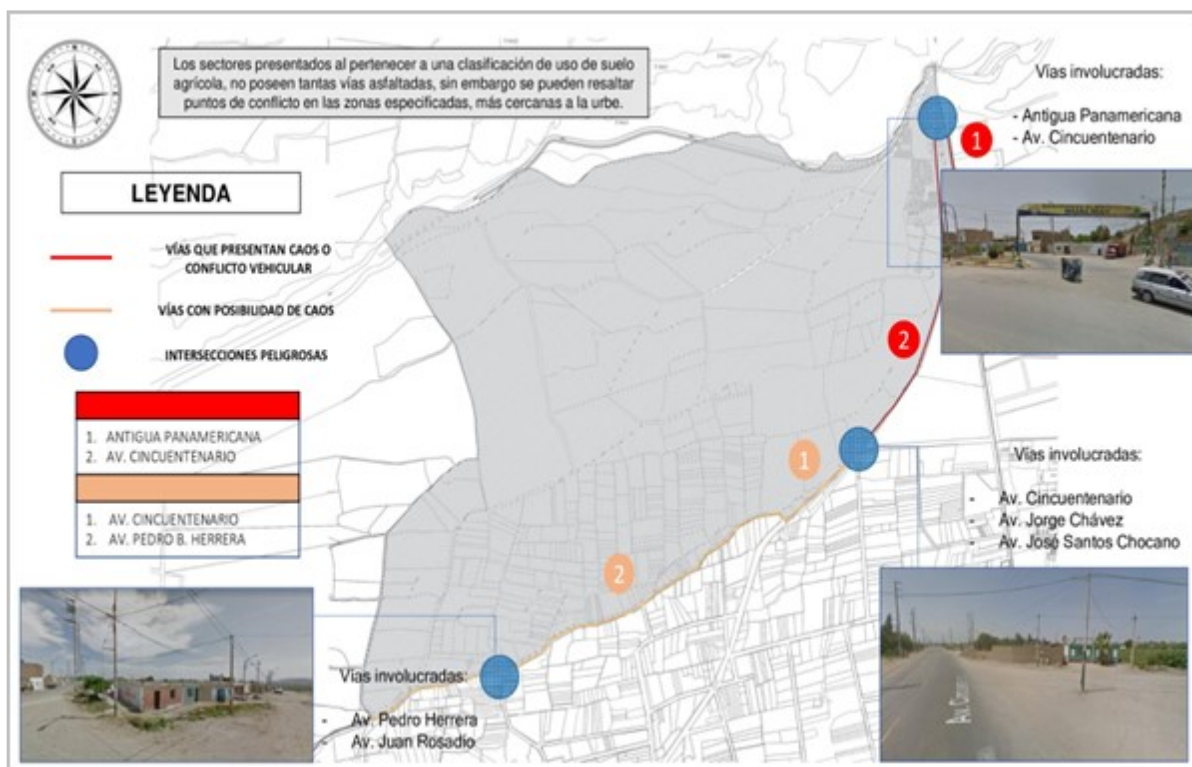 Los sectores presentados al pertenecer a una clasificación de uso de suelo
agrícola, no poseen tantas vías asfaltadas, sin embargo se pueden resaltar
puntos de conflicto en las zonas especificadas, más cercanas a la urbe.
Vías involucradas:
- Antigua Panamericana
- Av. Cincuentenario
1
LEYENDA
VÍAS QUE PRESENTAN CAOS O
CONFLICTO VEHICULAR
VÍAS CON POSIBILIDAD DE CAOS
INTERSECCIONES PELIGROSAS
2
1. ANTIGUA PANAMERICANA
2. AV. CINCUENTENARIO
1. AV. CINCUENTENARIO
2. AV. PEDRO B. HERRERA
1
2
Vías involucradas:
- Av. Cincuentenario
- Av. Jorge Chávez
- Av. José Santos Chocano
Vías involucradas:
- Av. Pedro Herrera
- Av. Juan Rosadio